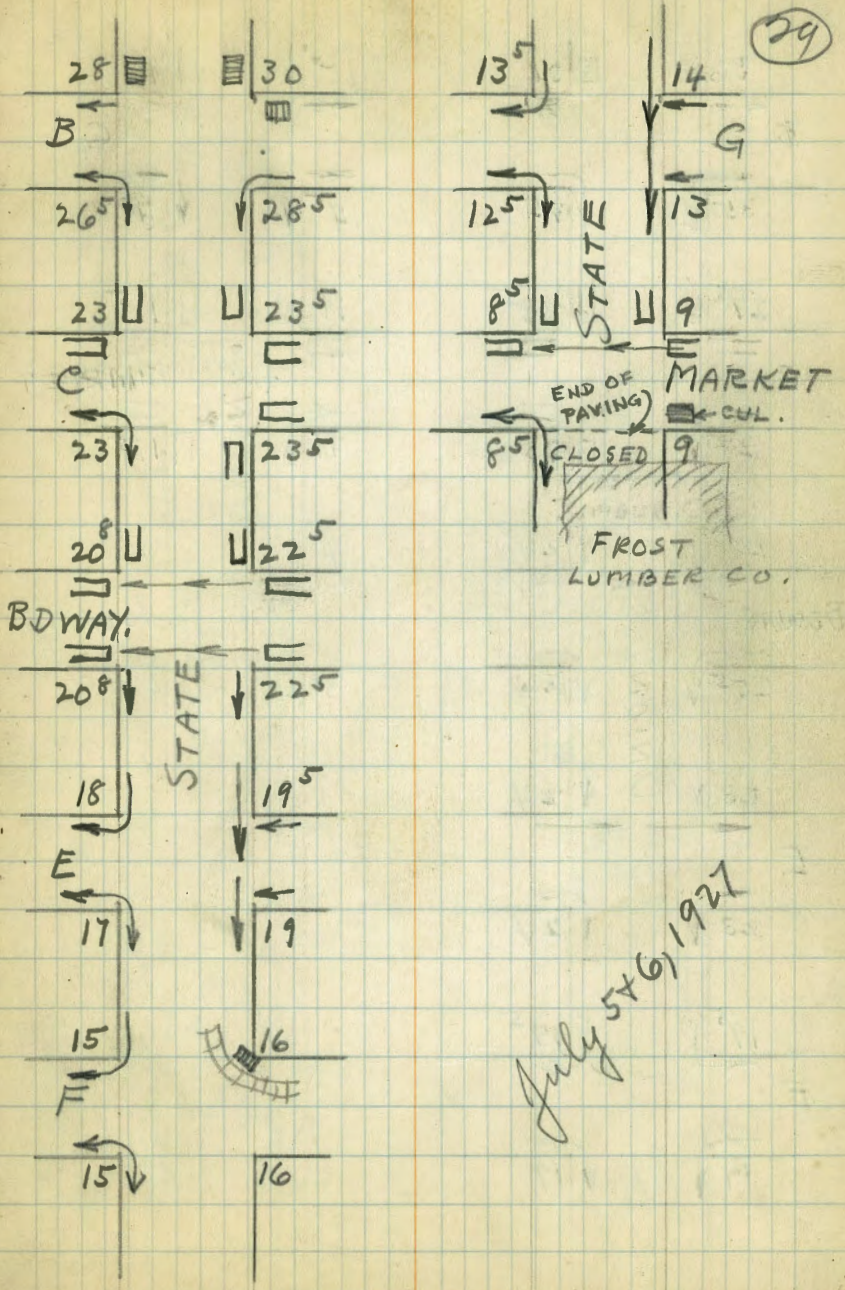 29
28 30
B
26⁵ 28⁵
23 23⁵
C
23 23⁵
20⁸ 22⁵
BDWAY.
20⁸ 22⁵
STATE
18 19⁵
E
17 19
15 16
F
15 16
13⁵ 14
G
12⁵ 13
STATE
8⁵ 9
MARKET
END OF
PAVING
CUL.
8⁵ CLOSED 9
FROST
LUMBER CO.
July 5+6, 1927